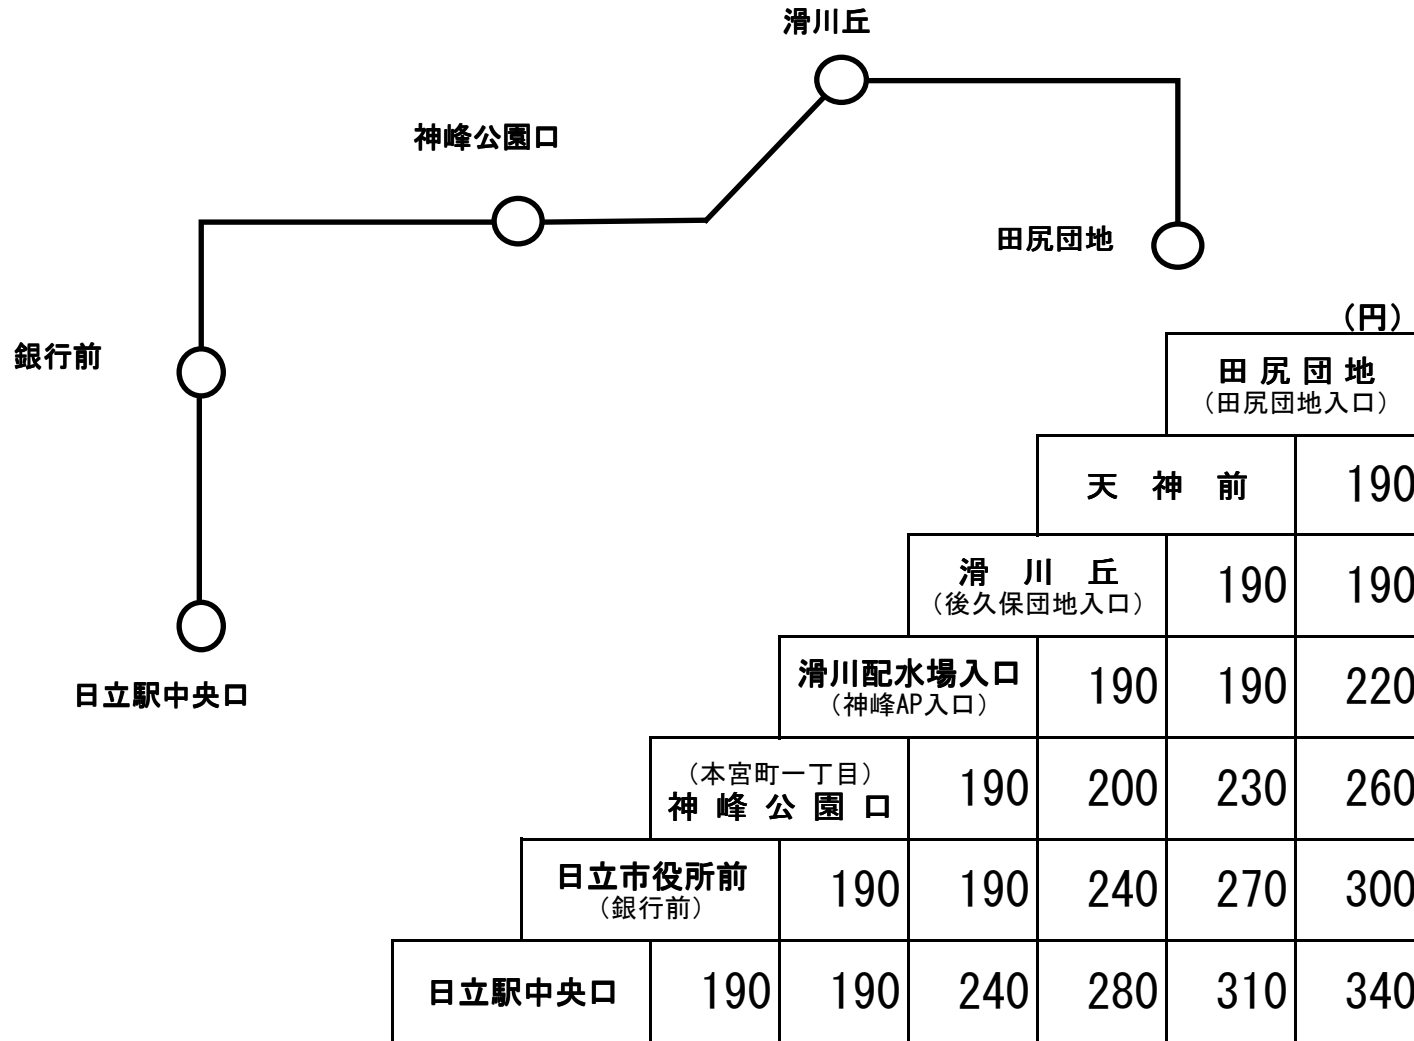 滑川丘
神峰公園口
田尻団地
銀行前
日立駅中央口
（円）
田尻団地
（田尻団地入口）
天神前 190
滑川丘 190 190
（後久保団地入口）
滑川配水場入口 190 190 220
（神峰AP入口）
（本宮町一丁目）
神峰公園口 190 200 230 260
日立市役所前 190 190 240 270 300
（銀行前）
日立駅中央口 190 190 240 280 310 340